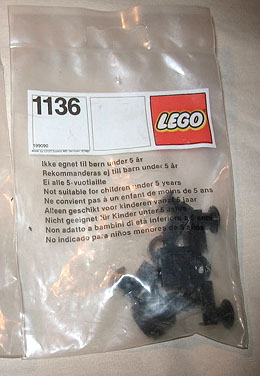 1136
LEGO
199090
Ikke egnet til børn under 5 år
Rekommanderas ej till barn under 5 år
Ei alle 5-vuotiaille
Not suitable for children under 5 years
Ne convient pas à un enfant de moins de 5 ans
Alleen geschikt voor kinderen vanaf 5 jaar
Nicht geeignet für Kinder unter 5 Jahre
Non adatto a bambini di età inferiore a 5 anni
No indicado para niños menores de 5 años